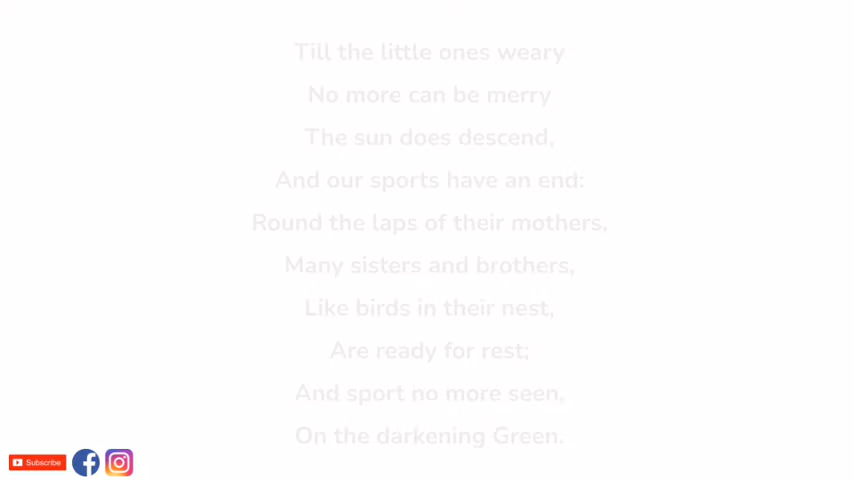 Till the little ones weary
No more can be merry
The sun does descend,
And our sports have an end:
Round the laps of their mothers,
Many sisters and brothers,
Like birds in their nest,
Are ready for rest;
And sport no more seen,
On the darkening Green.
Subscribe